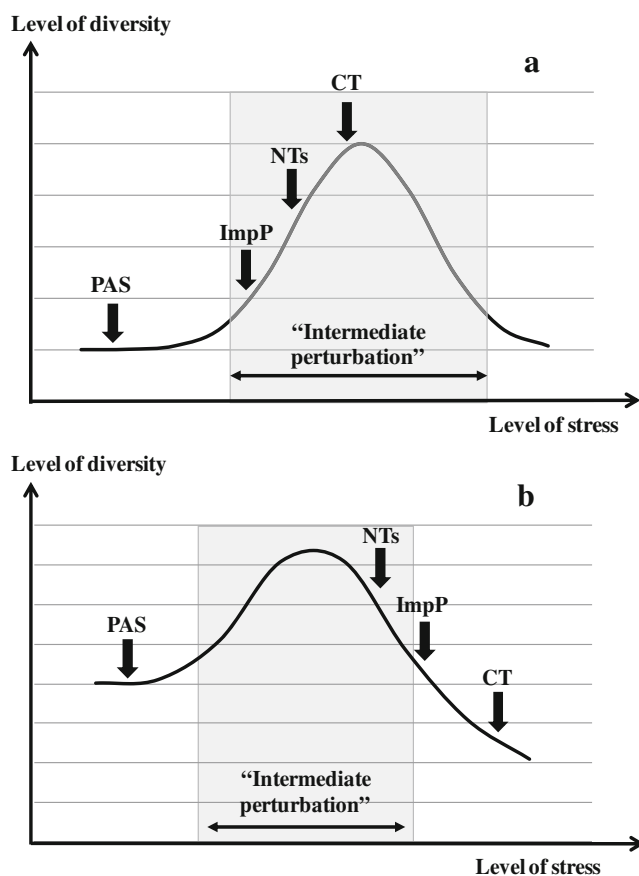 Level of diversity
a
CT
NTs
ImpP
PAS
“Intermediate
perturbation”
Level of stress
Level of diversity
b
NTs
ImpP
PAS
CT
“Intermediate
perturbation”
Level of stress